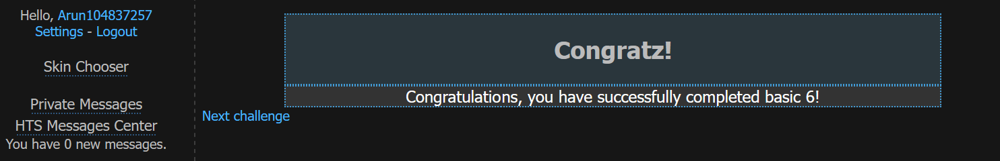 Hello, Arun104837257
Settings - Logout
Skin Chooser
Private Messages
HTS Messages Center
You have 0 new messages.
Congratz!
Congratulations, you have successfully completed basic 6!
Next challenge